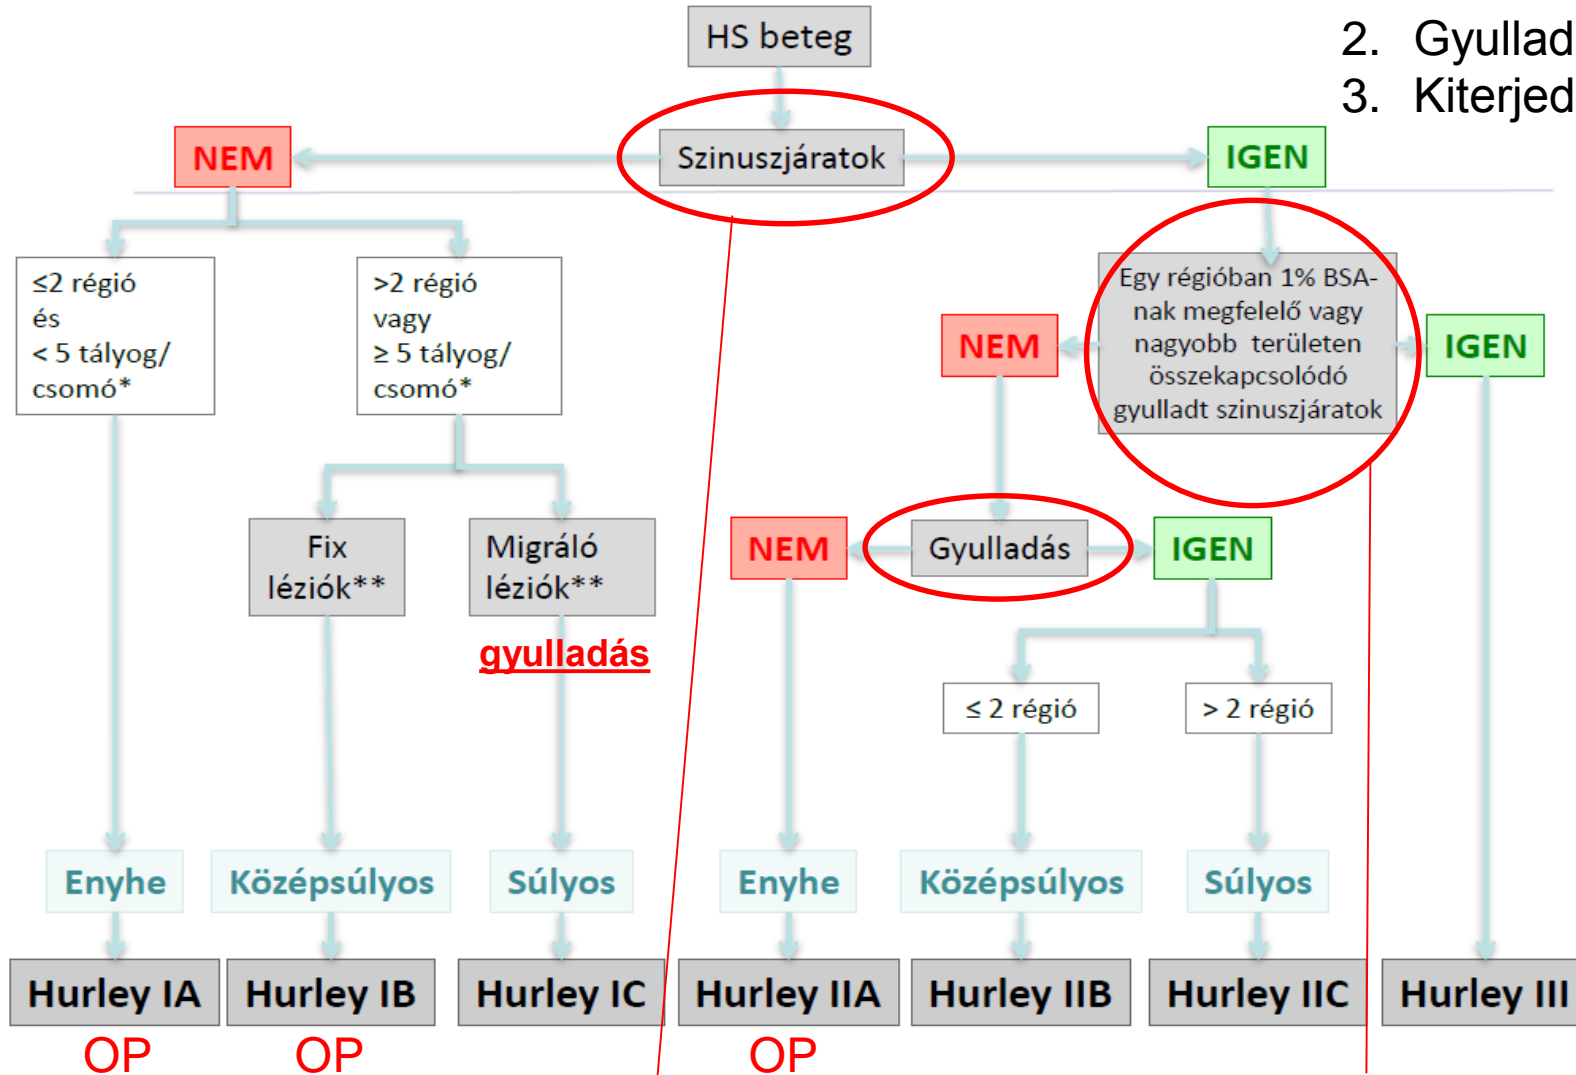 HS beteg
2. Gyullad
3. Kiterjed
NEM
Szinuszjáratok
IGEN
≤2 régió
és
< 5 tályog/
csomó*
>2 régió
vagy
≥ 5 tályog/
csomó*
NEM
Egy régióban 1% BSA-
nak megfelelő vagy
nagyobb területen
összekapcsolódó
gyulladt szinuszjáratok
IGEN
Fix
léziók**
Migráló
léziók**
gyulladás
NEM
Gyulladás
IGEN
≤ 2 régió
> 2 régió
Enyhe
Középsúlyos
Súlyos
Enyhe
Középsúlyos
Súlyos
Hurley IA
Hurley IB
Hurley IC
Hurley IIA
Hurley IIB
Hurley IIC
Hurley III
OP
OP
OP